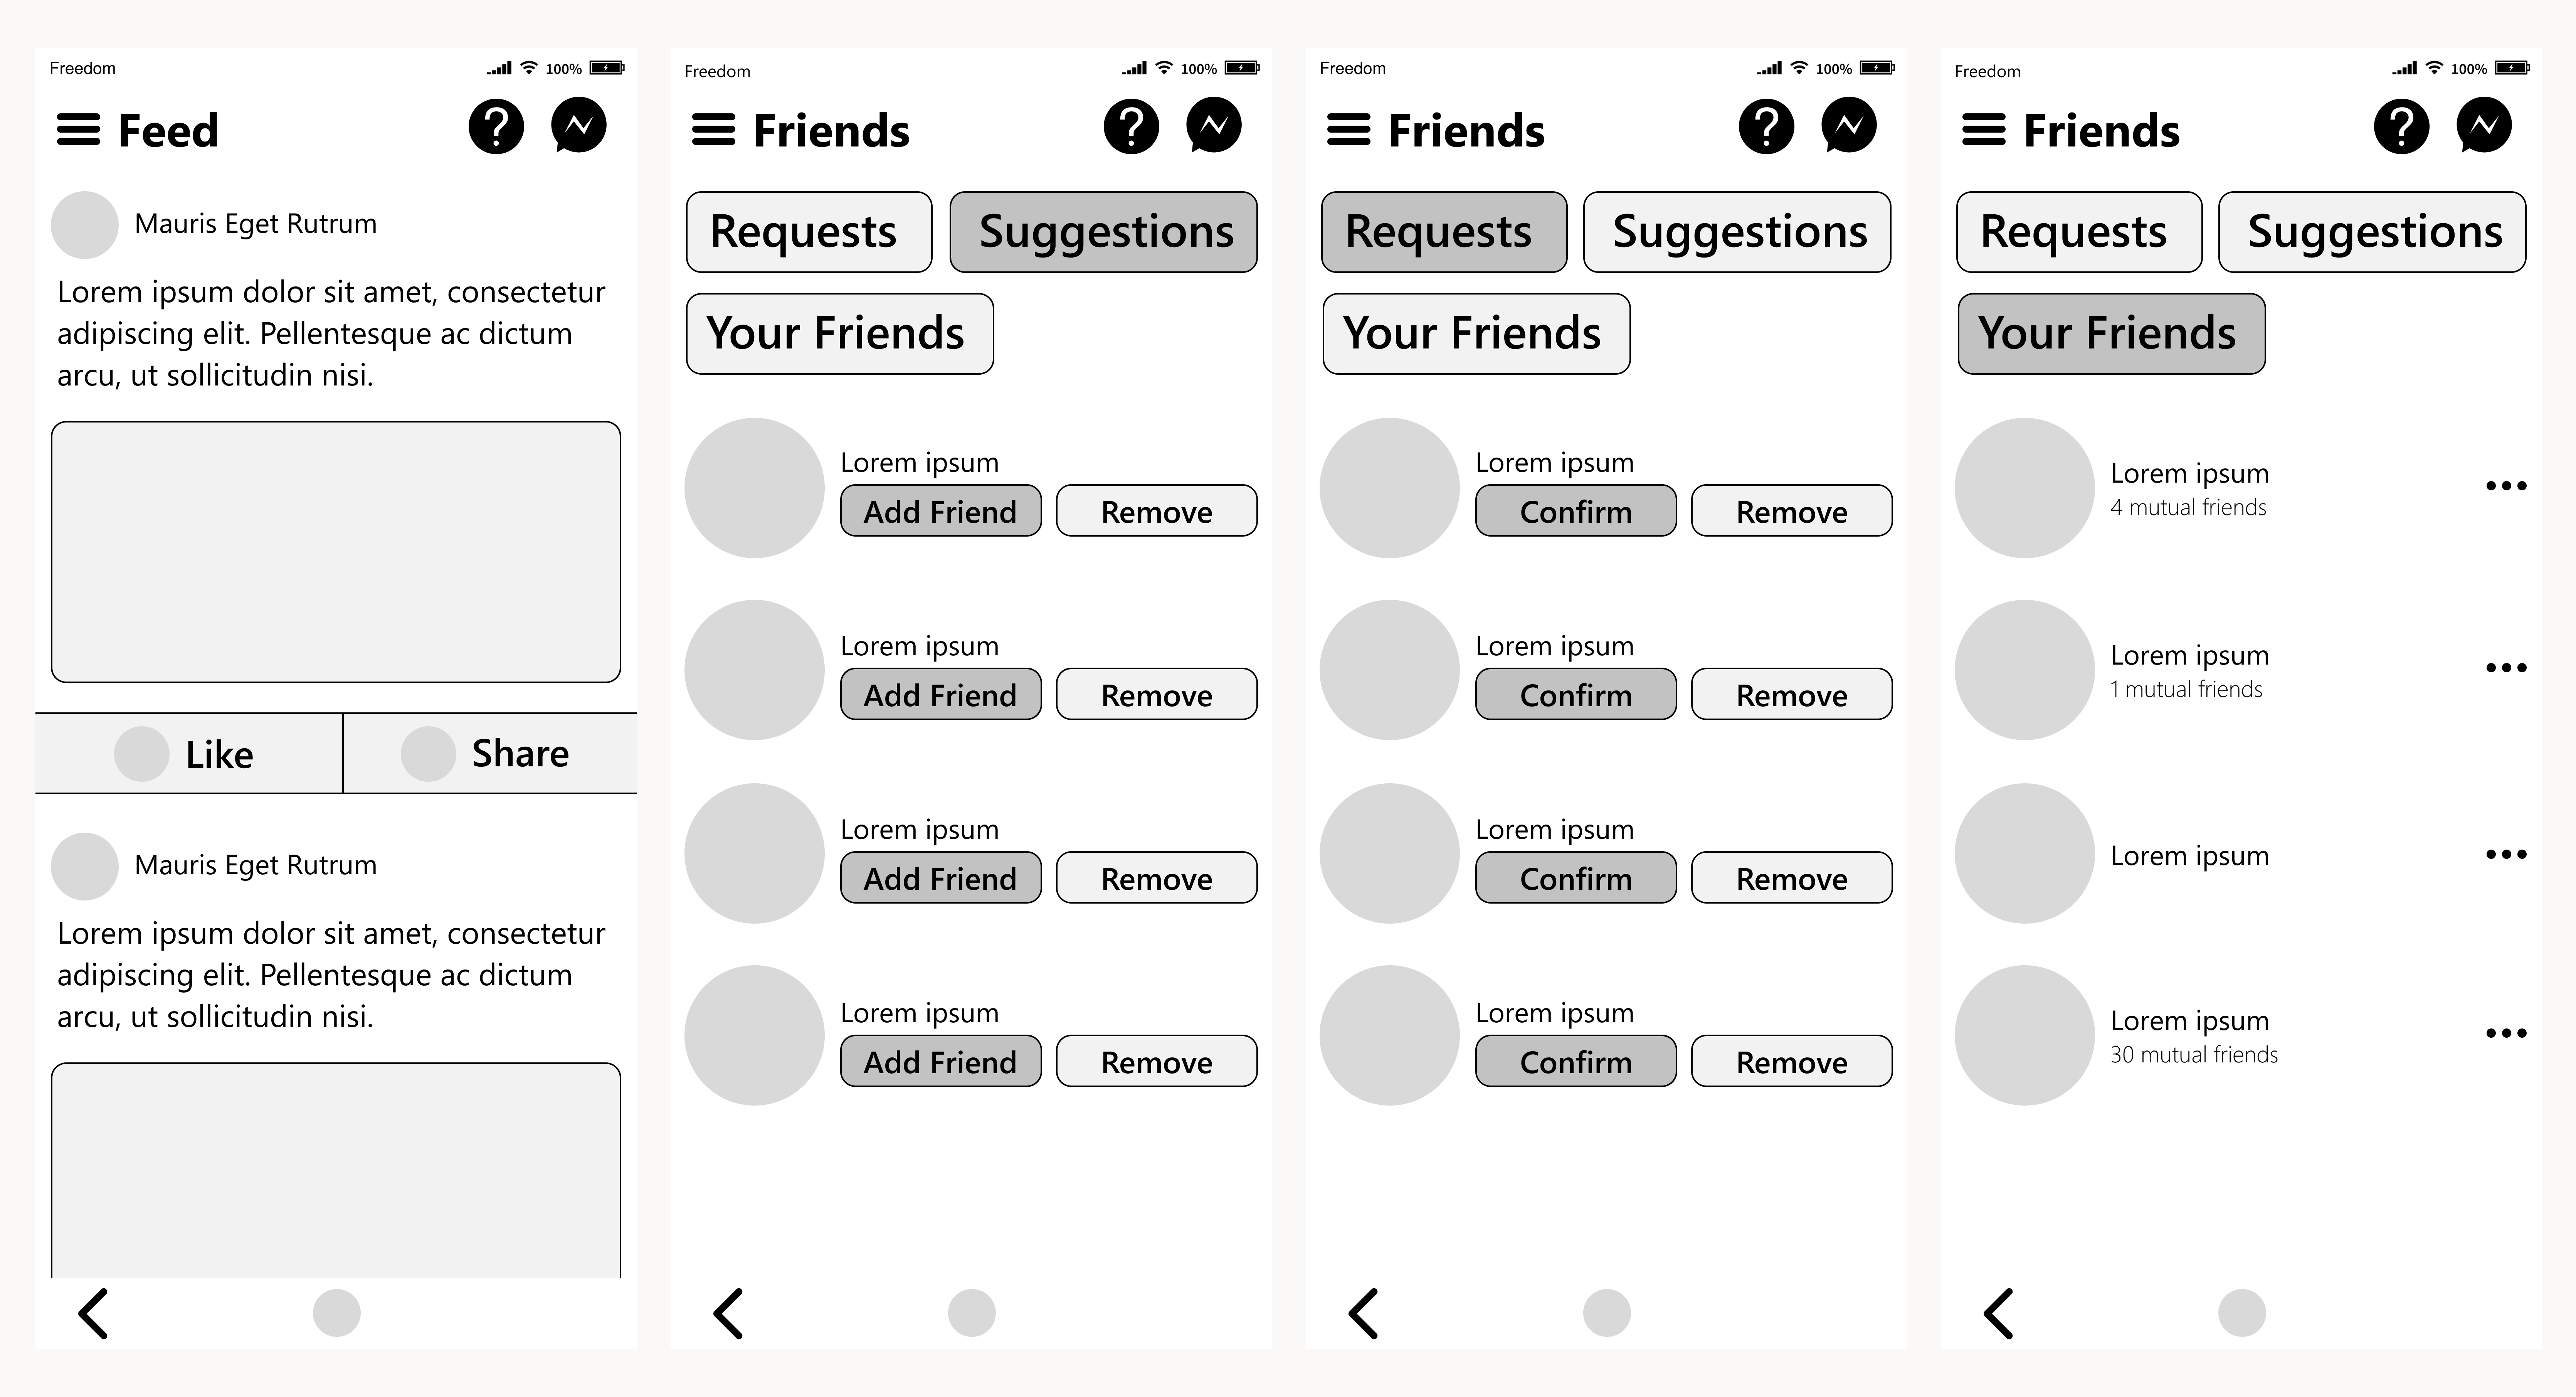 Freedom
100%
Feed
?
Mauris Eget Rutrum
Lorem ipsum dolor sit amet, consectetur
adipiscing elit. Pellentesque ac dictum
arcu, ut sollicitudin nisi.
Like
Share
Mauris Eget Rutrum
Lorem ipsum dolor sit amet, consectetur
adipiscing elit. Pellentesque ac dictum
arcu, ut sollicitudin nisi.
Freedom
100%
Friends
?
Requests
Suggestions
Your Friends
Lorem ipsum
Add Friend
Remove
Lorem ipsum
Add Friend
Remove
Lorem ipsum
Add Friend
Remove
Lorem ipsum
Add Friend
Remove
Freedom
100%
Friends
?
Requests
Suggestions
Your Friends
Lorem ipsum
Confirm
Remove
Lorem ipsum
Confirm
Remove
Lorem ipsum
Confirm
Remove
Lorem ipsum
Confirm
Remove
Freedom
100%
Friends
?
Requests
Suggestions
Your Friends
Lorem ipsum
4 mutual friends
Lorem ipsum
1 mutual friends
Lorem ipsum
Lorem ipsum
30 mutual friends